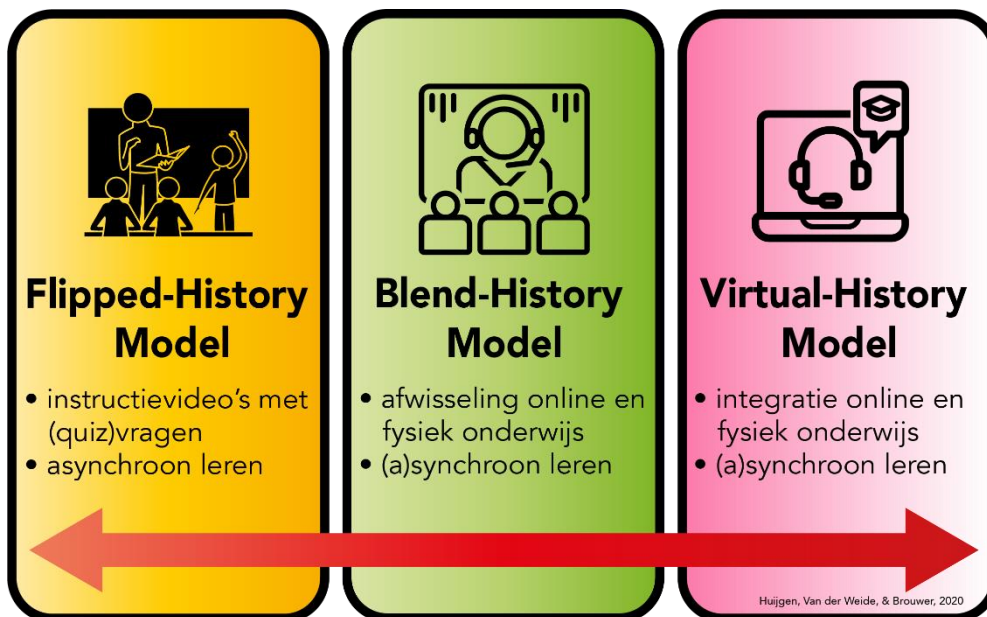 Flipped-History
Model
• instructievideo's met
(quiz)vragen
• asynchroon leren
Blend-History
Model
• afwisseling online en
fysiek onderwijs
• (a)synchroon leren
Virtual-History
Model
• integratie online en
fysiek onderwijs
• (a)synchroon leren
Huijgen, Van der Weide, & Brouwer, 2020